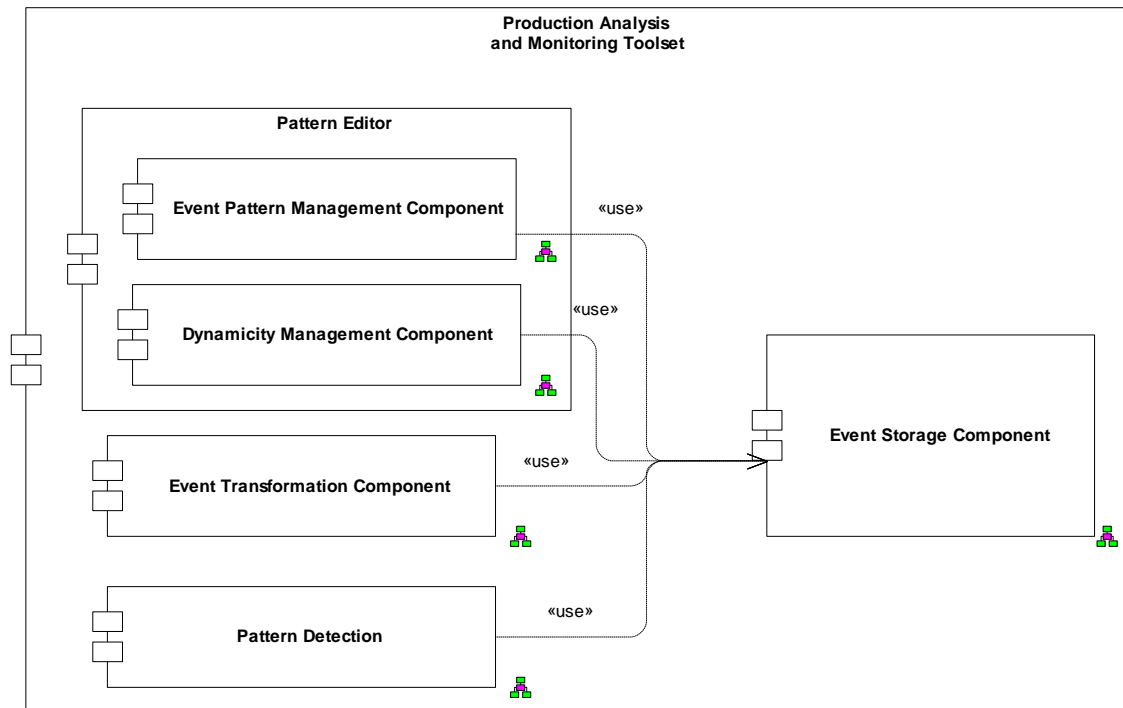 Production Analysis
and Monitoring Toolset
Pattern Editor
Event Pattern Management Component
«use»
Dynamicity Management Component
«use»
Event Storage Component
Event Transformation Component
«use»
Pattern Detection
«use»